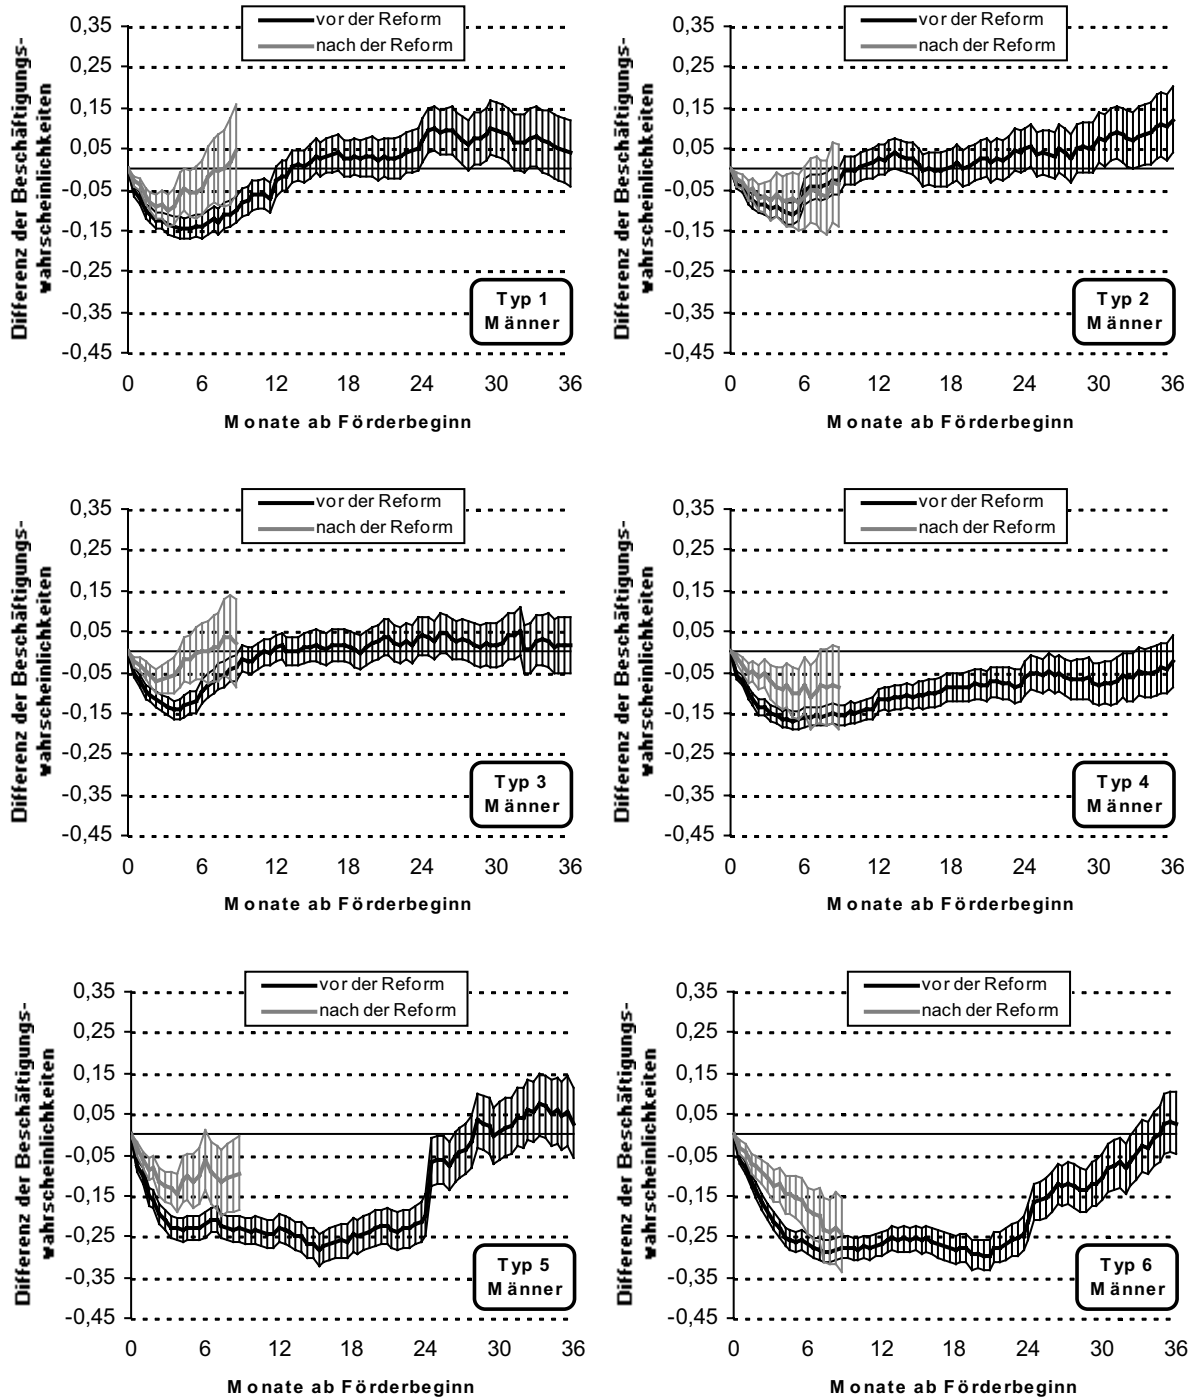 Differenz der Beschäftigungs-
wahrscheinlichkeiten
0,35
0,25
0,15
0,05
-0,05
-0,15
-0,25
-0,35
-0,45
vor der Reform
nach der Reform
Typ 1
Männer
0 6 12 18 24 30 36
Monate ab Förderbeginn
Differenz der Beschäftigungs-
wahrscheinlichkeiten
0,35
0,25
0,15
0,05
-0,05
-0,15
-0,25
-0,35
-0,45
vor der Reform
nach der Reform
Typ 2
Männer
0 6 12 18 24 30 36
Monate ab Förderbeginn
Differenz der Beschäftigungs-
wahrscheinlichkeiten
0,35
0,25
0,15
0,05
-0,05
-0,15
-0,25
-0,35
-0,45
vor der Reform
nach der Reform
Typ 3
Männer
0 6 12 18 24 30 36
Monate ab Förderbeginn
Differenz der Beschäftigungs-
wahrscheinlichkeiten
0,35
0,25
0,15
0,05
-0,05
-0,15
-0,25
-0,35
-0,45
vor der Reform
nach der Reform
Typ 4
Männer
0 6 12 18 24 30 36
Monate ab Förderbeginn
Differenz der Beschäftigungs-
wahrscheinlichkeiten
0,35
0,25
0,15
0,05
-0,05
-0,15
-0,25
-0,35
-0,45
vor der Reform
nach der Reform
Typ 5
Männer
0 6 12 18 24 30 36
Monate ab Förderbeginn
Differenz der Beschäftigungs-
wahrscheinlichkeiten
0,35
0,25
0,15
0,05
-0,05
-0,15
-0,25
-0,35
-0,45
vor der Reform
nach der Reform
Typ 6
Männer
0 6 12 18 24 30 36
Monate ab Förderbeginn